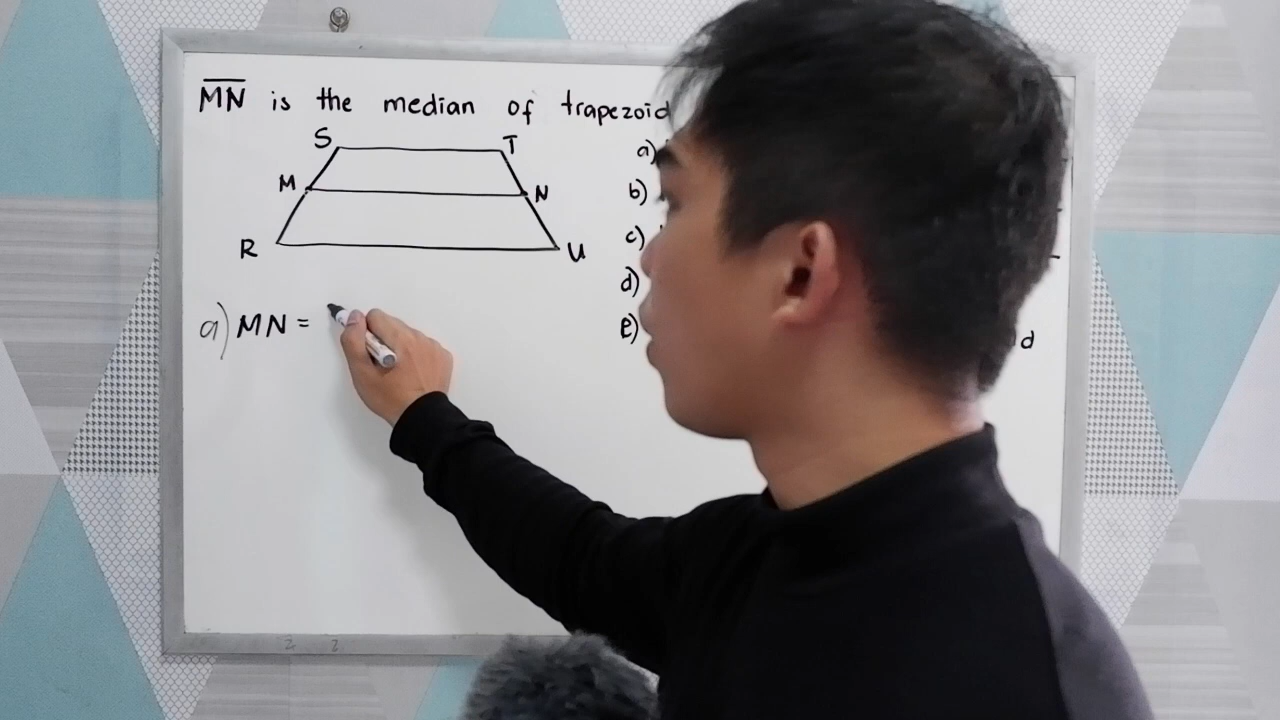 MN is the median of trapezoid
S T
a)
M N
b)
R U
c)
d)
e) d
a) MN =